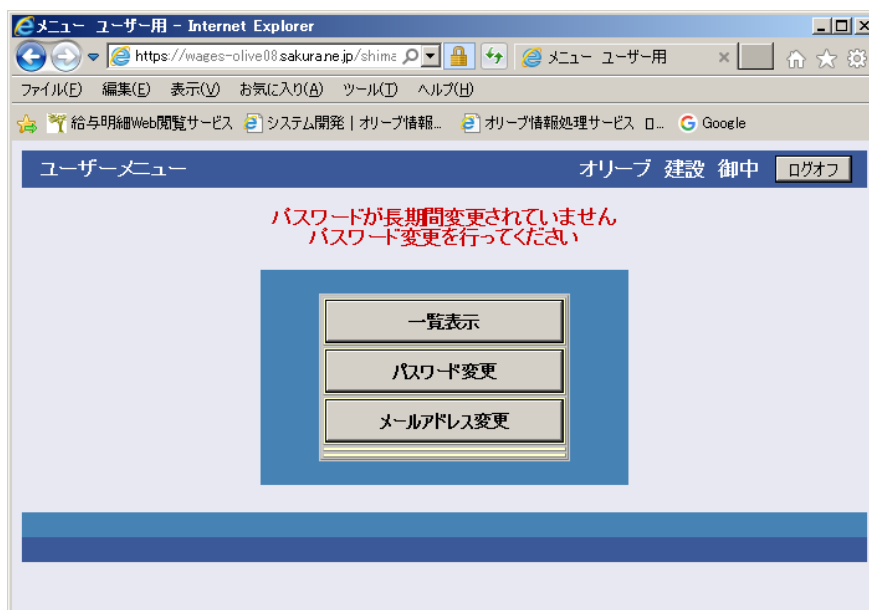 メニュー ユーザー用 - Internet Explorer
https://wages-olive08.sakura.ne.jp/shima
メニュー ユーザー用
ファイル(F) 編集(E) 表示(V) お気に入り(A) ツール(T) ヘルプ(H)
給与明細Web閲覧サービス システム開発 | オリーブ情報... オリーブ情報処理サービス ロ... Google
ユーザーメニュー オリーブ 建設 御中 ログオフ
パスワードが長期間変更されていません
パスワード変更を行ってください
一覧表示
パスワード変更
メールアドレス変更